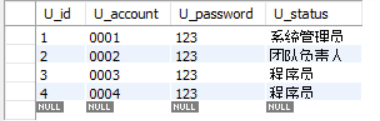 U_id U_account U_password U_status
1 0001 123 系统管理员
2 0002 123 团队负责人
3 0003 123 程序员
4 0004 123 程序员
NULL NULL NULL NULL